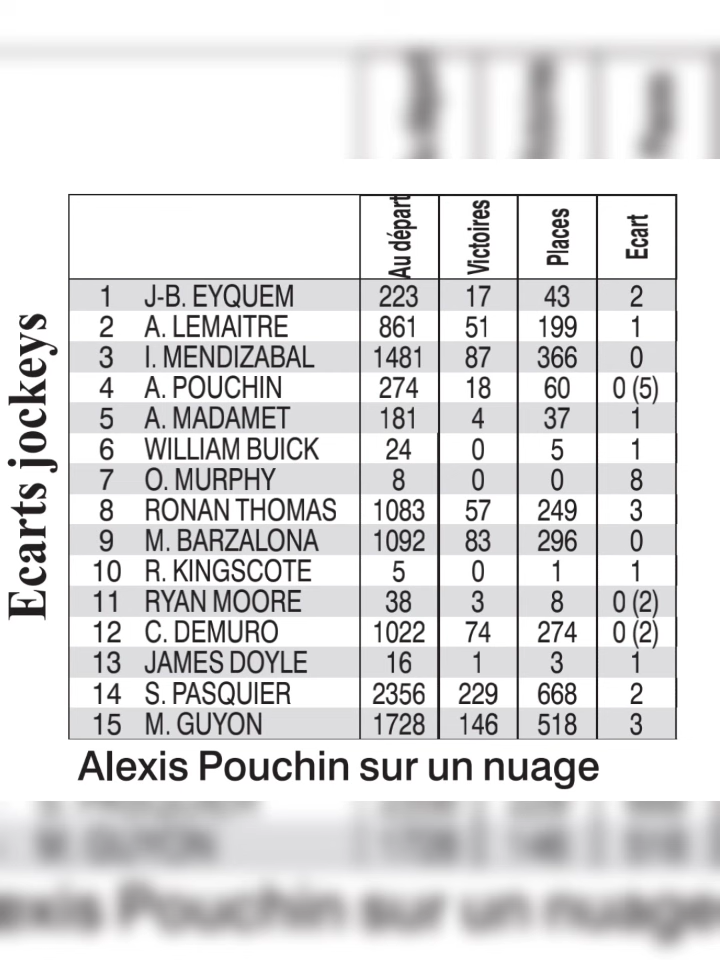 Ecarts jockeys
Au départ Victoires Places Ecart
1 J-B. EYQUEM 223 17 43 2
2 A. LEMAITRE 861 51 199 1
3 I. MENDIZABAL 1481 87 366 0
4 A. POUCHIN 274 18 60 0 (5)
5 A. MADAMET 181 4 37 1
6 WILLIAM BUICK 24 0 5 1
7 O. MURPHY 8 0 0 8
8 RONAN THOMAS 1083 57 249 3
9 M. BARZALONA 1092 83 296 0
10 R. KINGSCOTE 5 0 1 1
11 RYAN MOORE 38 3 8 0 (2)
12 C. DEMURO 1022 74 274 0 (2)
13 JAMES DOYLE 16 1 3 1
14 S. PASQUIER 2356 229 668 2
15 M. GUYON 1728 146 518 3
Alexis Pouchin sur un nuage